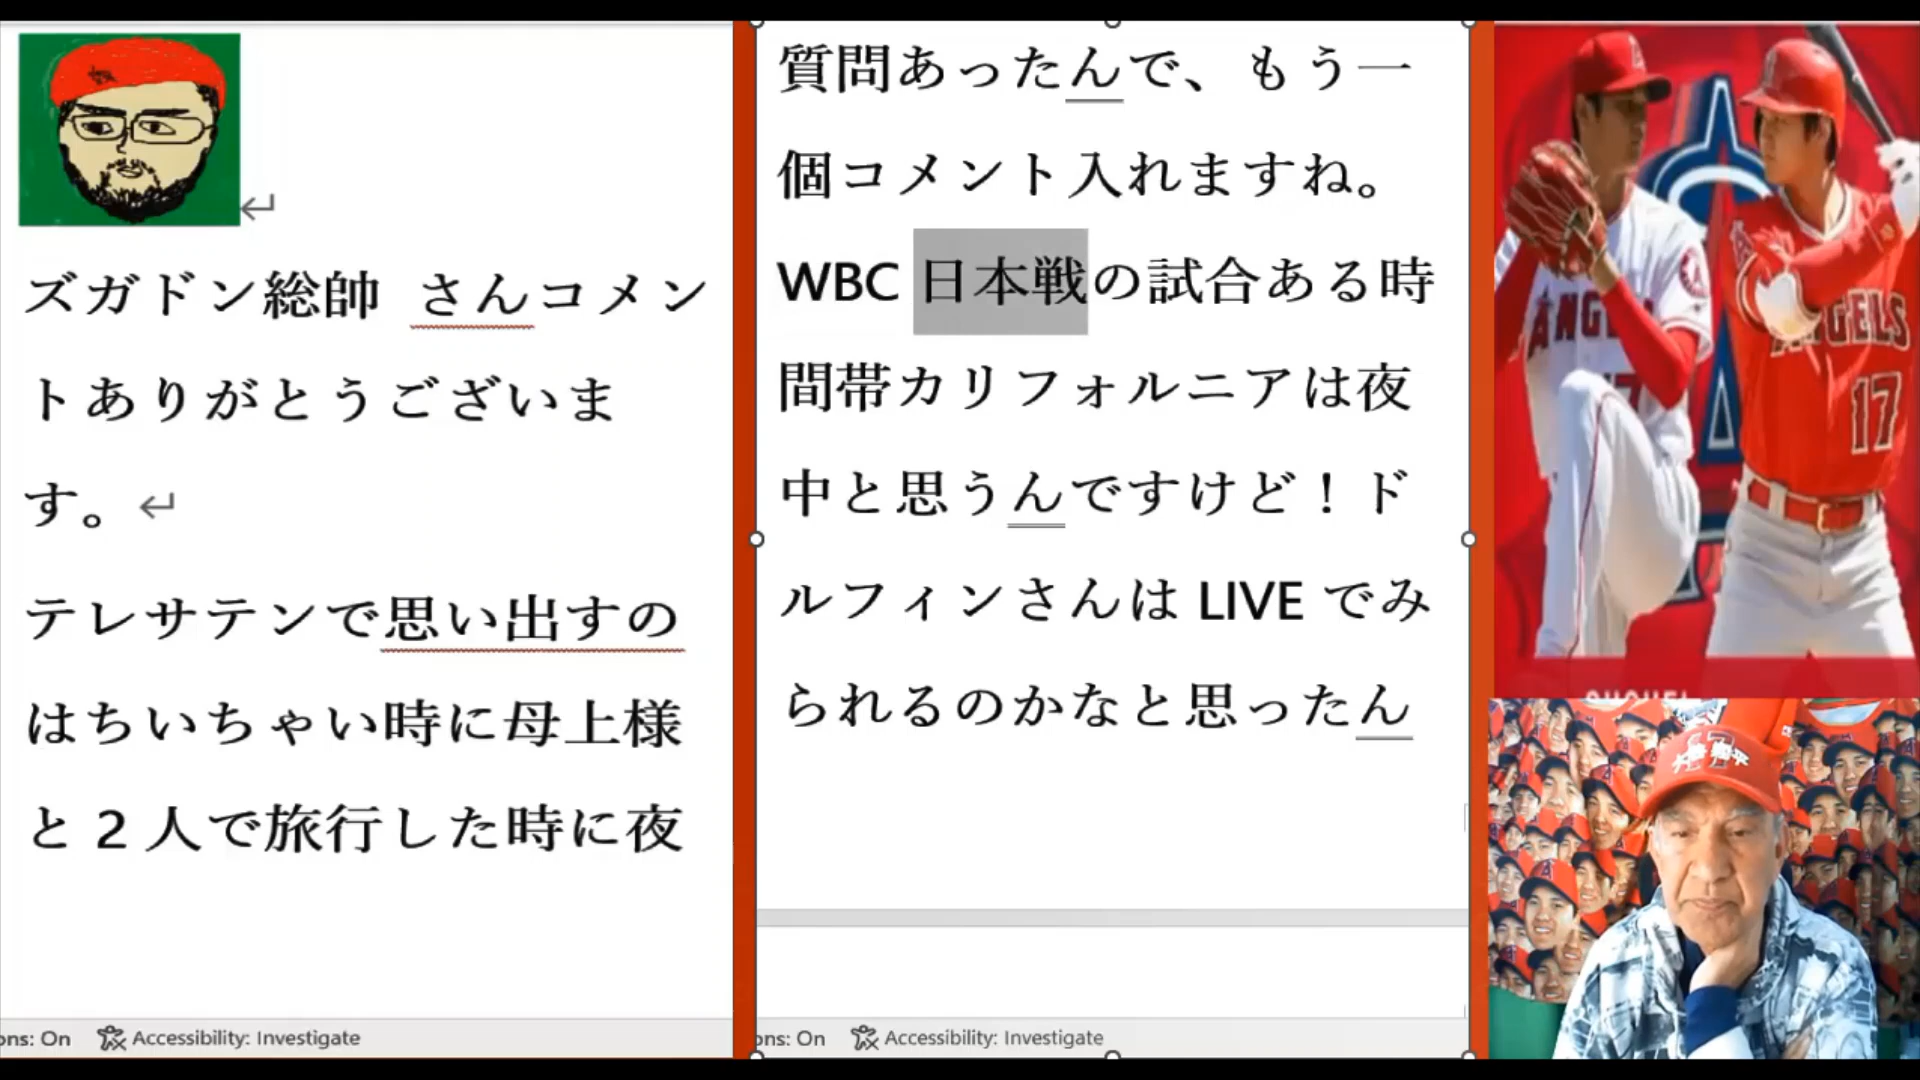 ズガドン総帥 さんコメン
トありがとうございま
す。
テレサテンで思い出すの
はちいちゃい時に母上様
と 2 人で旅行した時に夜
ons: On Accessibility: Investigate
質問あったんで、もう一
個コメント入れますね。
WBC 日本戦の試合ある時
間帯カリフォルニアは夜
中と思うんですけど！ド
ルフィンさんは LIVE でみ
られるのかなと思ったん
ons: On Accessibility: Investigate
ANGELS
17